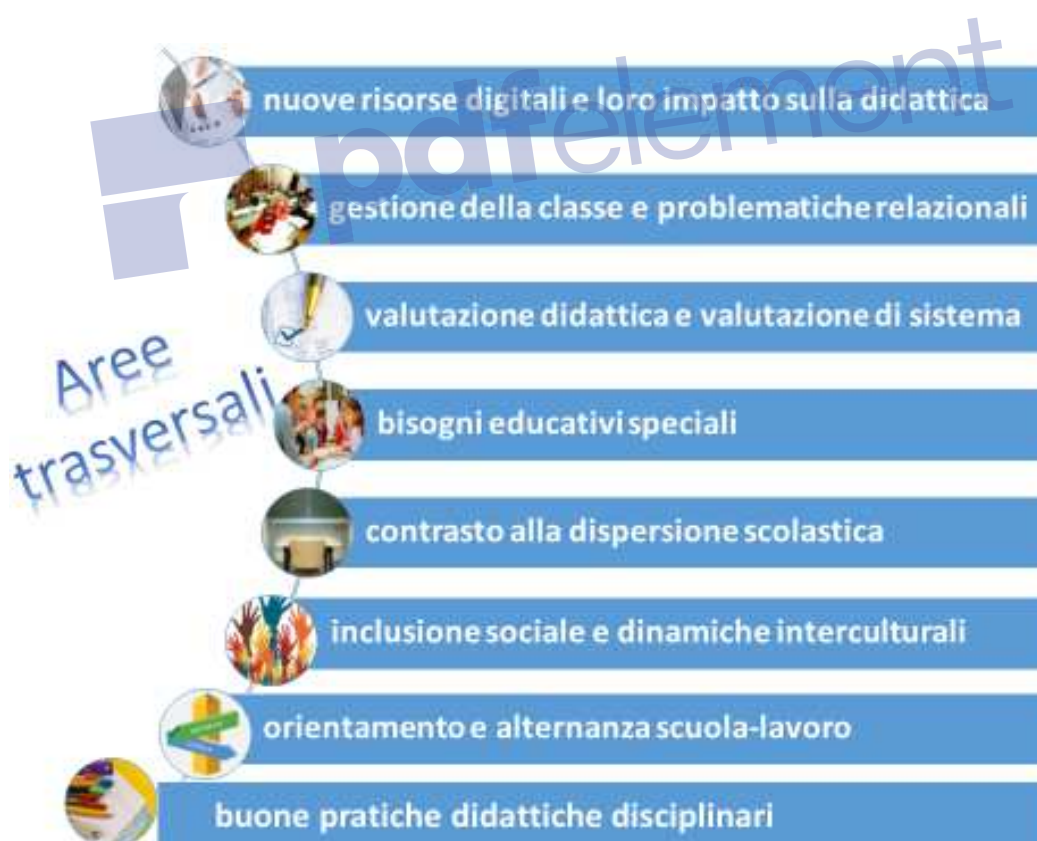 pdfelement
nuove risorse digitali e loro impatto sulla didattica
gestione della classe e problematiche relazionali
valutazione didattica e valutazione di sistema
Aree
trasversali
bisogni educativi speciali
contrasto alla dispersione scolastica
inclusione sociale e dinamiche interculturali
orientamento e alternanza scuola-lavoro
buone pratiche didattiche disciplinari